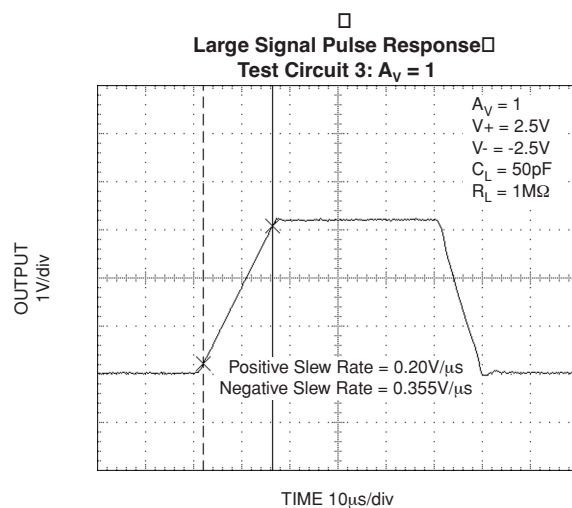 Large Signal Pulse Response
Test Circuit 3: AV = 1
AV = 1
V+ = 2.5V
V- = -2.5V
CL = 50pF
RL = 1MΩ
OUTPUT
1V/div
Positive Slew Rate = 0.20V/µs
Negative Slew Rate = 0.355V/µs
TIME 10µs/div